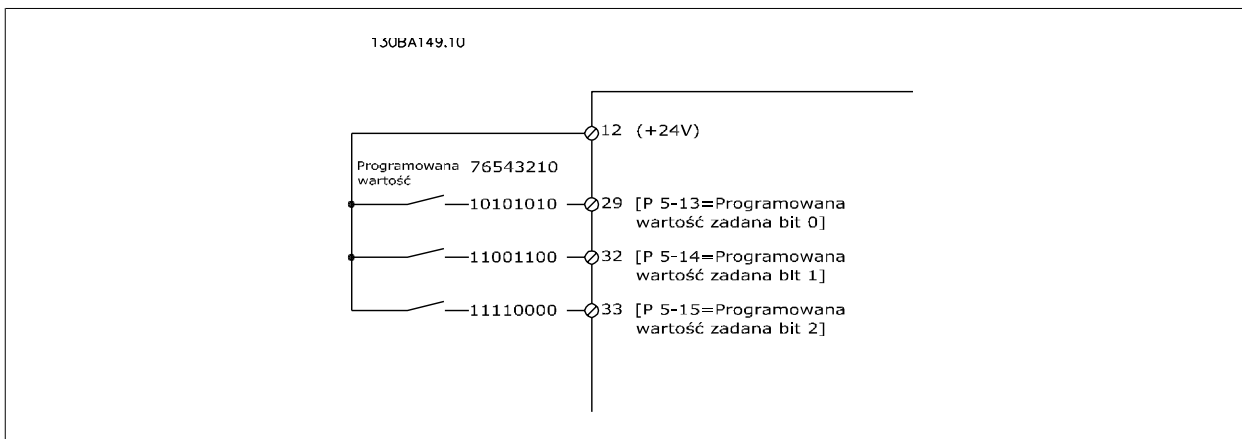 130BA149.10
12 (+24V)
Programowana 76543210
wartość
10101010 29 [P 5-13=Programowana
wartość zadana bit 0]
11001100 32 [P 5-14=Programowana
wartość zadana bit 1]
11110000 33 [P 5-15=Programowana
wartość zadana bit 2]